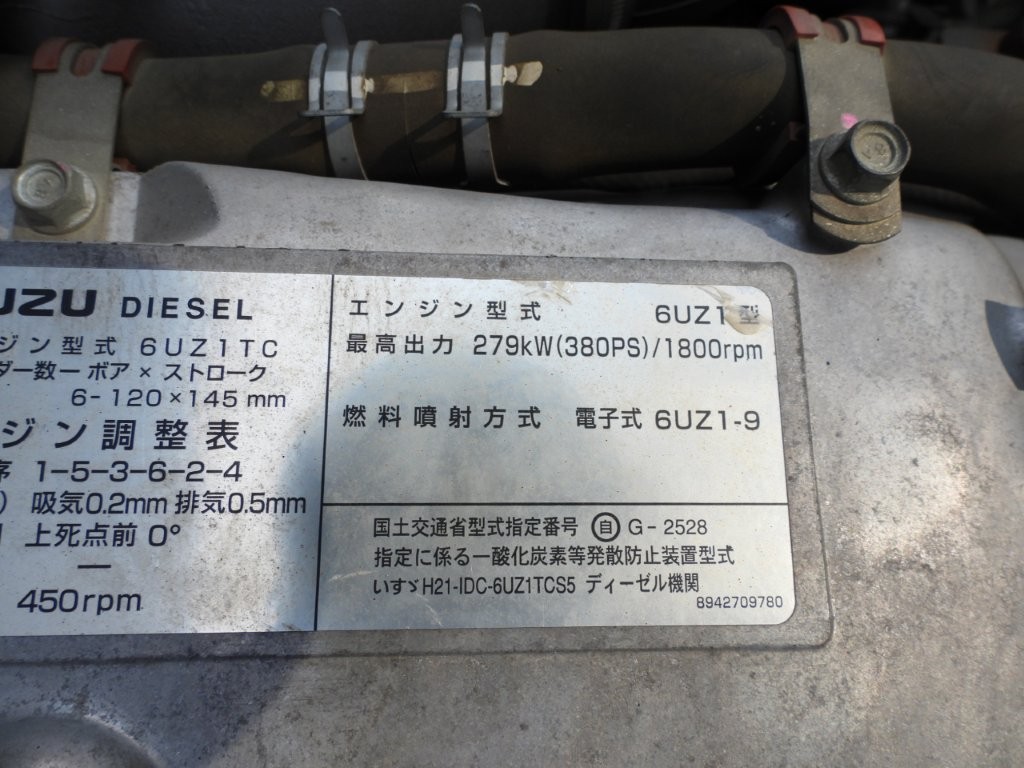 UZU DIESEL
ジン型式 6UZ1TC
ダー数ー ボア × ストローク
6-120×145 mm
ジン調整表
序 1-5-3-6-2-4
) 吸気0.2mm 排気0.5mm
上死点前 0°
ー
450rpm
エンジン型式 6UZ1型
最高出力 279kW(380PS)/1800rpm
燃料噴射方式 電子式 6UZ1-9
国土交通省型式指定番号 自 G-2528
指定に係る一酸化炭素等発散防止装置型式
いすゞH21-IDC-6UZ1TCS5 ディーゼル機関
8942709780